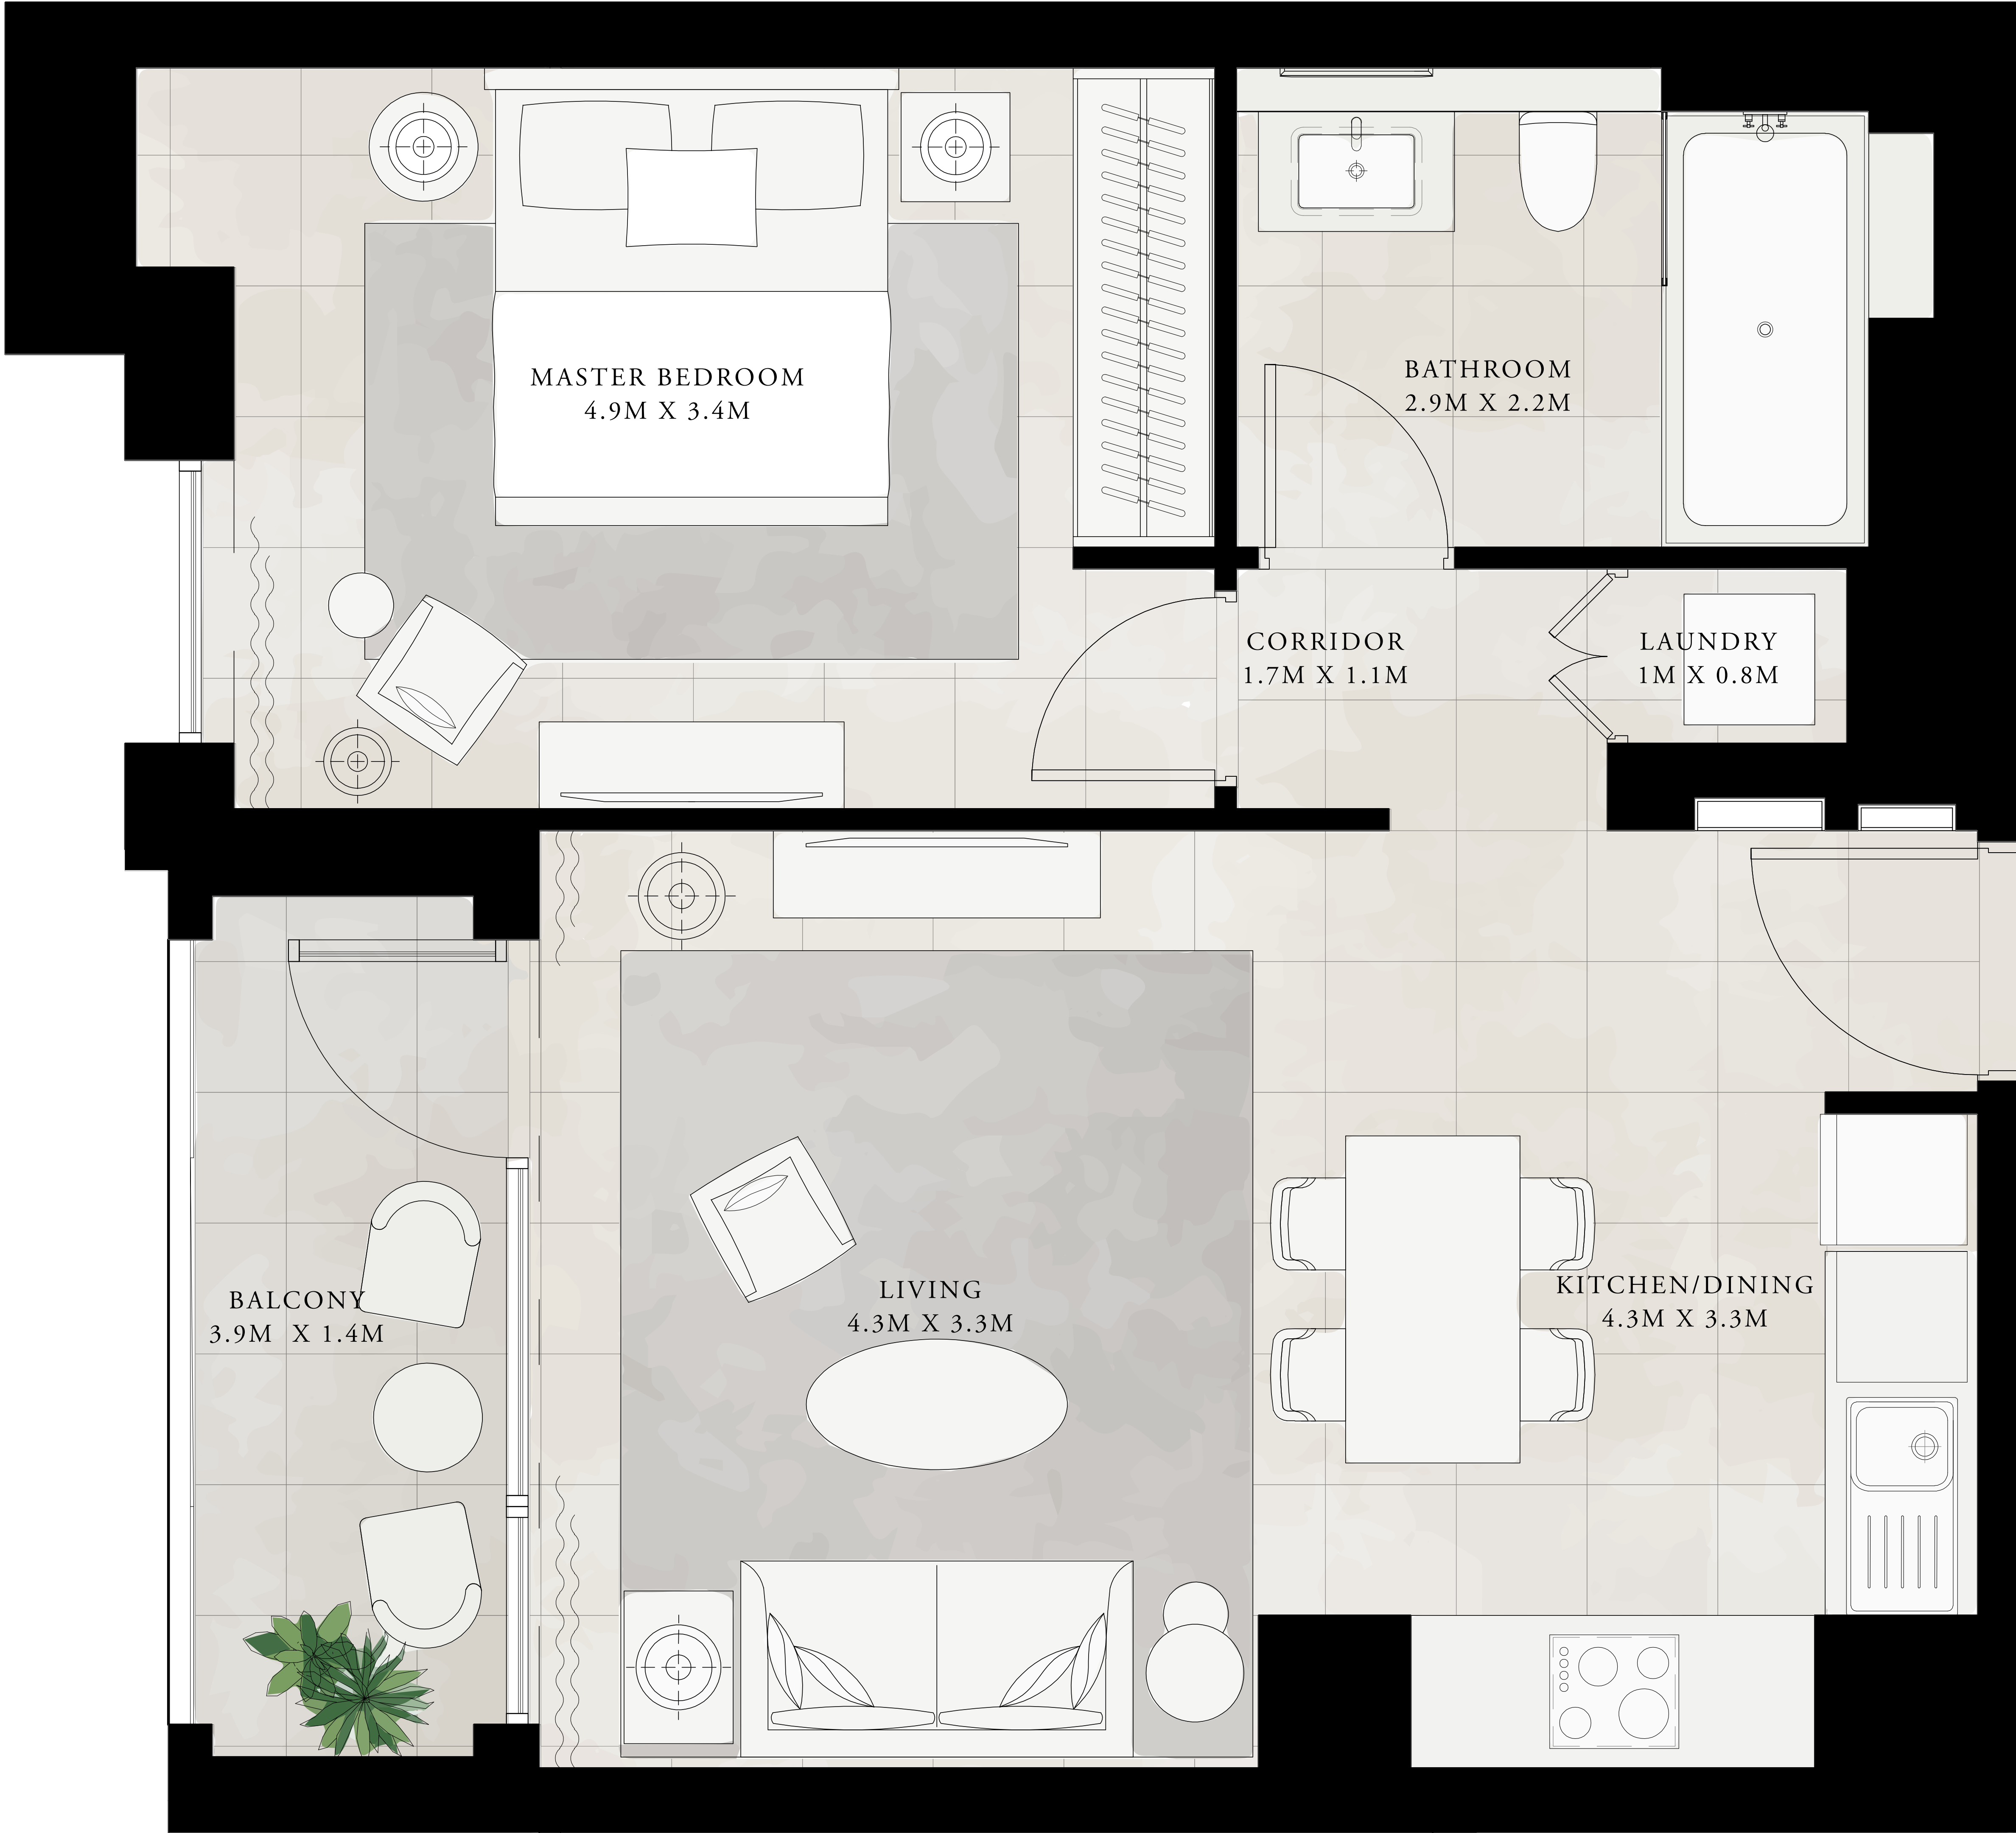 MASTER BEDROOM
4.9M X 3.4M
BATHROOM
2.9M X 2.2M
CORRIDOR
1.7M X 1.1M
LAUNDRY
1M X 0.8M
BALCONY
3.9M X 1.4M
LIVING
4.3M X 3.3M
KITCHEN/DINING
4.3M X 3.3M